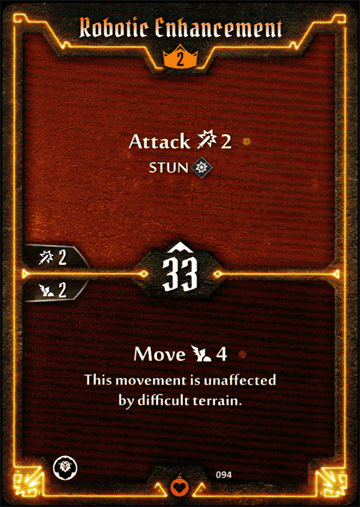 Robotic Enhancement
2
Attack 2
STUN
2
33
2
Move 4
This movement is unaffected
by difficult terrain.
094